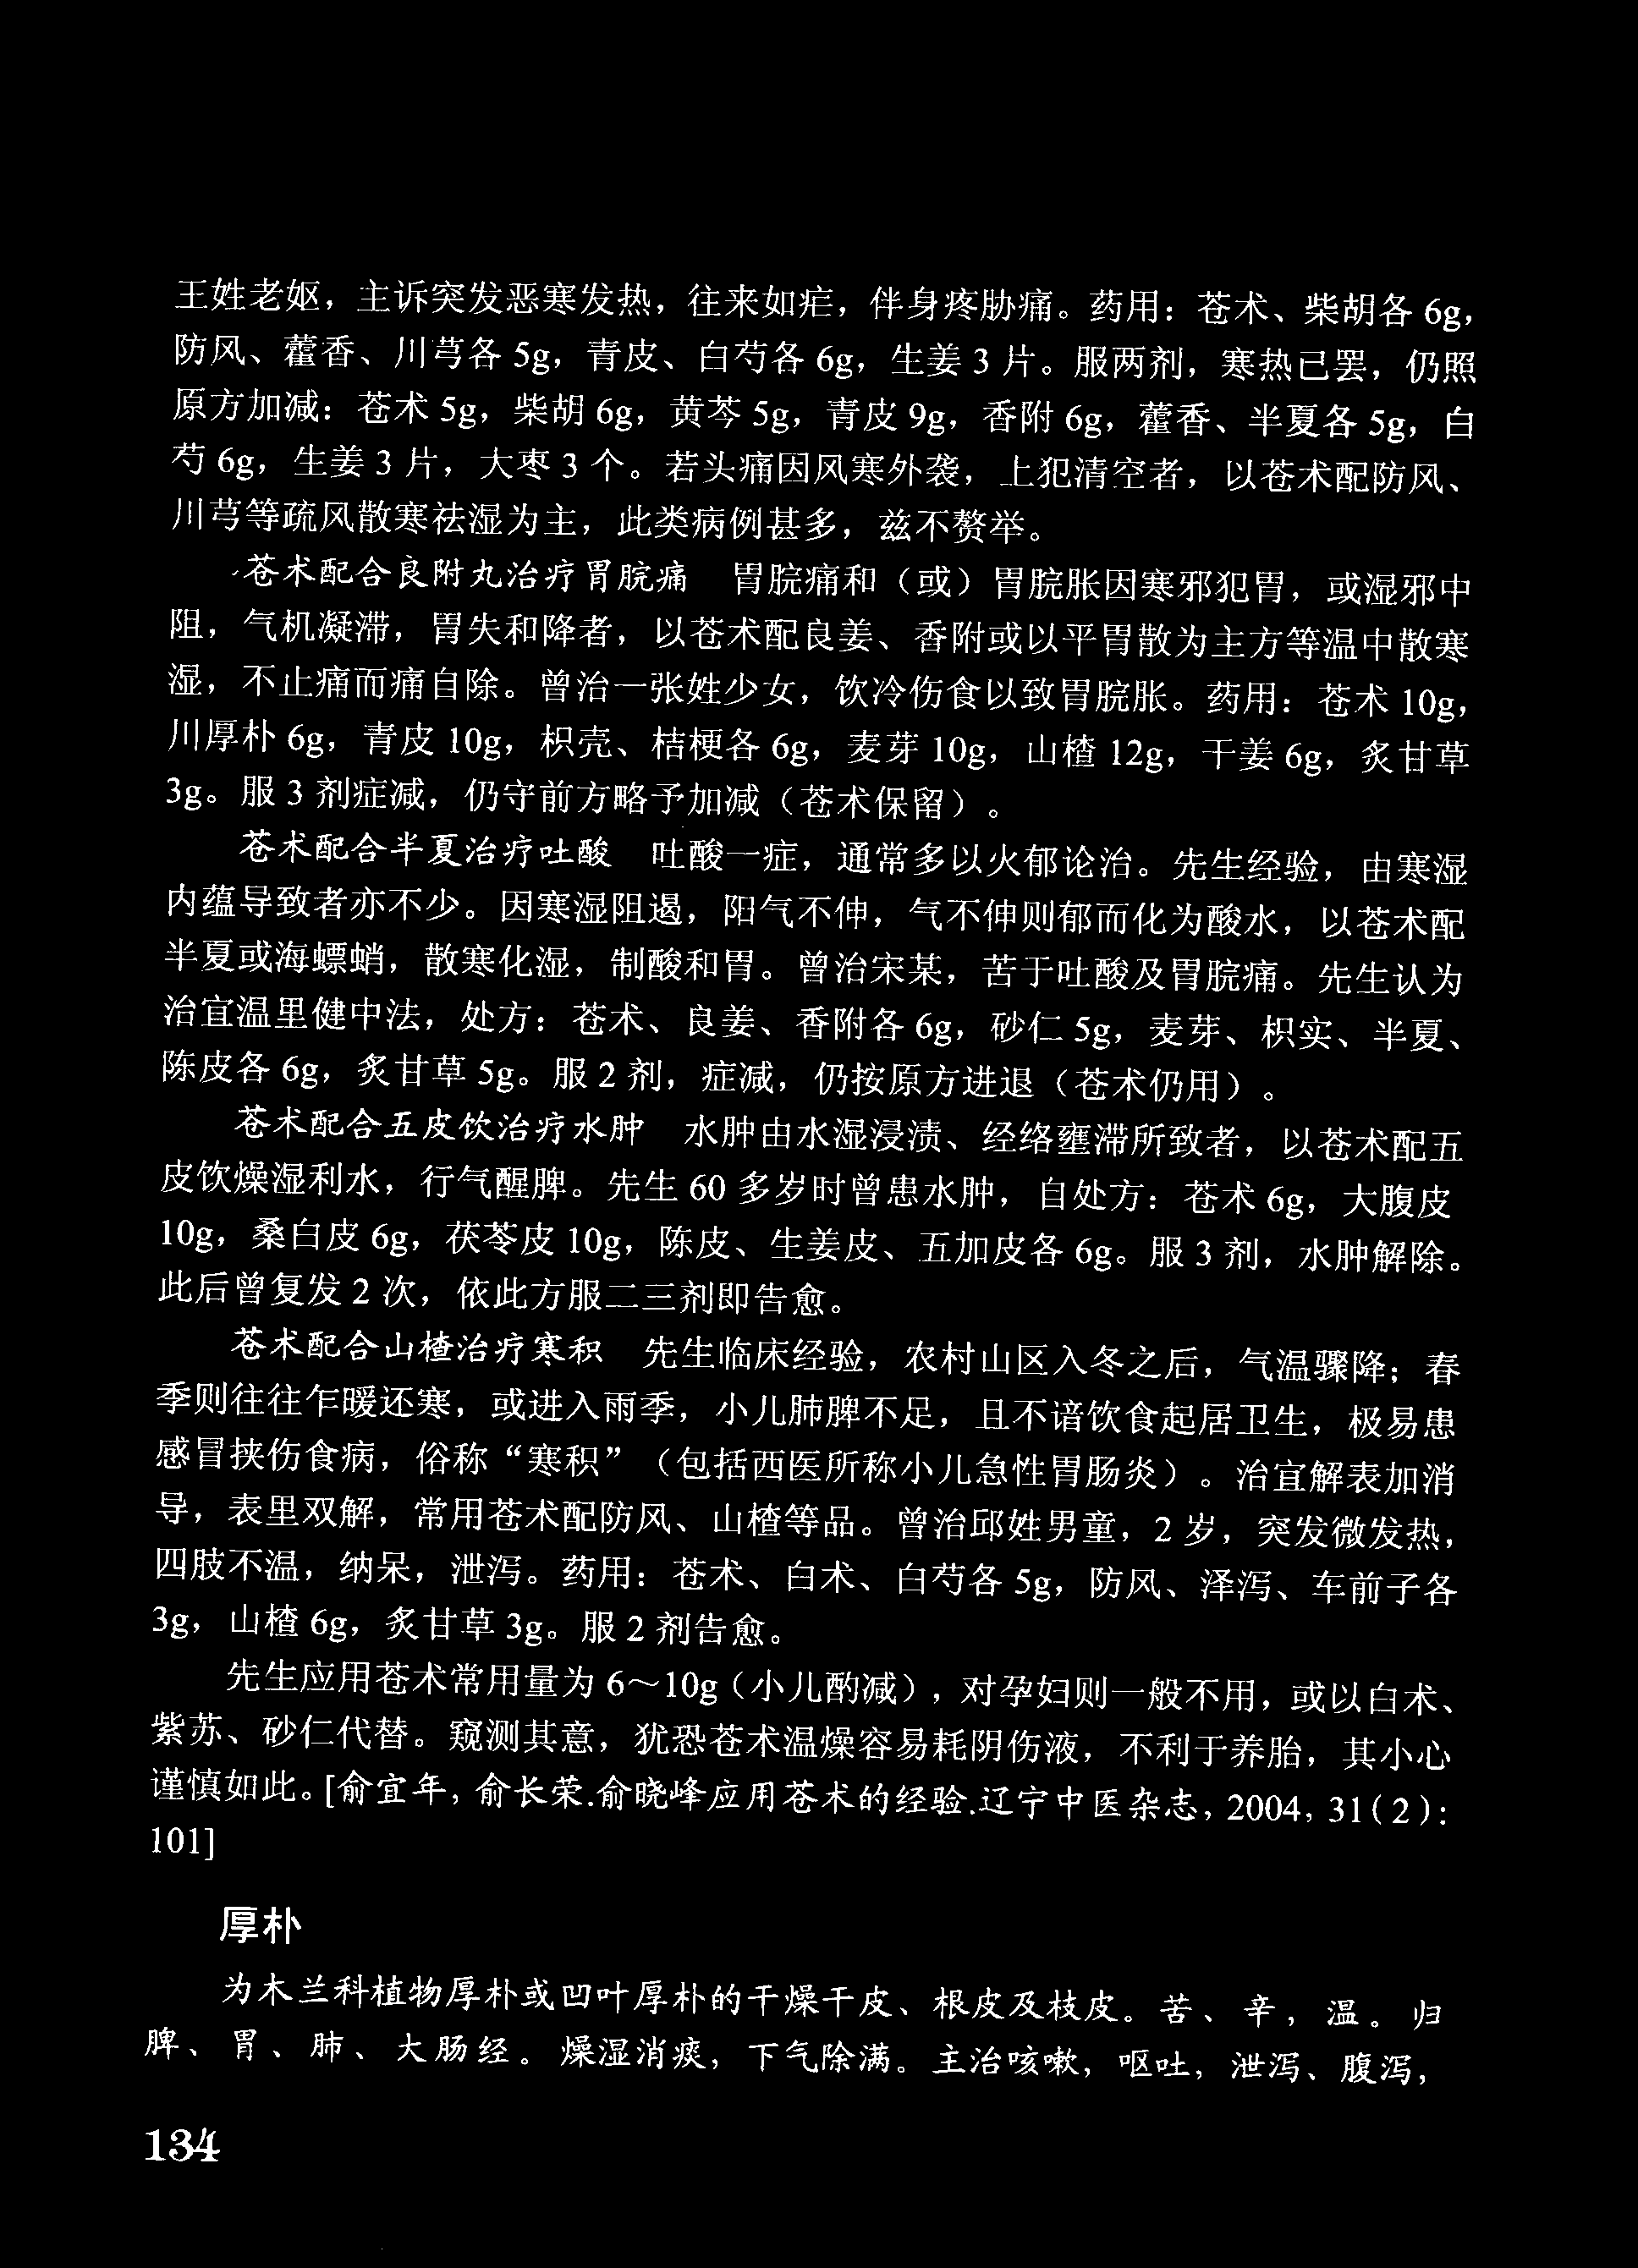 王姓老妪，主诉突发恶寒发热，往来如疟，伴身疼胁痛。药用：苍术、柴胡各 6g，
防风、藿香、川芎各 5g，青皮、白芍各 6g，生姜 3 片。服两剂，寒热已罢，仍照
原方加减：苍术 5g，柴胡 6g，黄芩 5g，青皮 9g，香附 6g，藿香、半夏各 5g，白
芍 6g，生姜 3 片，大枣 3 个。若头痛因风寒外袭，上犯清空者，以苍术配防风、
川芎等疏风散寒祛湿为主，此类病例甚多，兹不赘举。
苍术配合良附丸治疗胃脘痛　胃脘痛和（或）胃脘胀因寒邪犯胃，或湿邪中
阻，气机凝滞，胃失和降者，以苍术配良姜、香附或以平胃散为主方等温中散寒
湿，不止痛而痛自除。曾治一张姓少女，饮冷伤食以致胃脘胀。药用：苍术 10g，
川厚朴 6g，青皮 10g，枳壳、桔梗各 6g，麦芽 10g，山楂 12g，干姜 6g，炙甘草
3g。服 3 剂症减，仍守前方略予加减（苍术保留）。
苍术配合半夏治疗吐酸　吐酸一症，通常多以火郁论治。先生经验，由寒湿
内蕴导致者亦不少。因寒湿阻遏，阳气不伸，气不伸则郁而化为酸水，以苍术配
半夏或海螵蛸，散寒化湿，制酸和胃。曾治宋某，苦于吐酸及胃脘痛。先生认为
治宜温里健中法，处方：苍术、良姜、香附各 6g，砂仁 5g，麦芽、枳实、半夏、
陈皮各 6g，炙甘草 5g。服 2 剂，症减，仍按原方进退（苍术仍用）。
苍术配合五皮饮治疗水肿　水肿由水湿浸渍、经络壅滞所致者，以苍术配五
皮饮燥湿利水，行气醒脾。先生 60 多岁时曾患水肿，自处方：苍术 6g，大腹皮
10g，桑白皮 6g，茯苓皮 10g，陈皮、生姜皮、五加皮各 6g。服 3 剂，水肿解除。
此后曾复发 2 次，依此方服二三剂即告愈。
苍术配合山楂治疗寒积　先生临床经验，农村山区入冬之后，气温骤降；春
季则往往乍暖还寒，或进入雨季，小儿肺脾不足，且不谙饮食起居卫生，极易患
感冒挟伤食病，俗称“寒积”（包括西医所称小儿急性胃肠炎）。治宜解表加消
导，表里双解，常用苍术配防风、山楂等品。曾治邱姓男童，2 岁，突发微发热，
四肢不温，纳呆，泄泻。药用：苍术、白术、白芍各 5g，防风、泽泻、车前子各
3g，山楂 6g，炙甘草 3g。服 2 剂告愈。
先生应用苍术常用量为 6～10g（小儿酌减），对孕妇则一般不用，或以白术、
紫苏、砂仁代替。窥测其意，犹恐苍术温燥容易耗阴伤液，不利于养胎，其小心
谨慎如此。[俞宜年，俞长荣.俞晓峰应用苍术的经验.辽宁中医杂志，2004，31（2）：
101]
厚朴
为木兰科植物厚朴或凹叶厚朴的干燥干皮、根皮及枝皮。苦、辛，温。归
脾、胃、肺、大肠经。燥湿消痰，下气除满。主治咳嗽，呕吐，泄泻、腹泻，
134